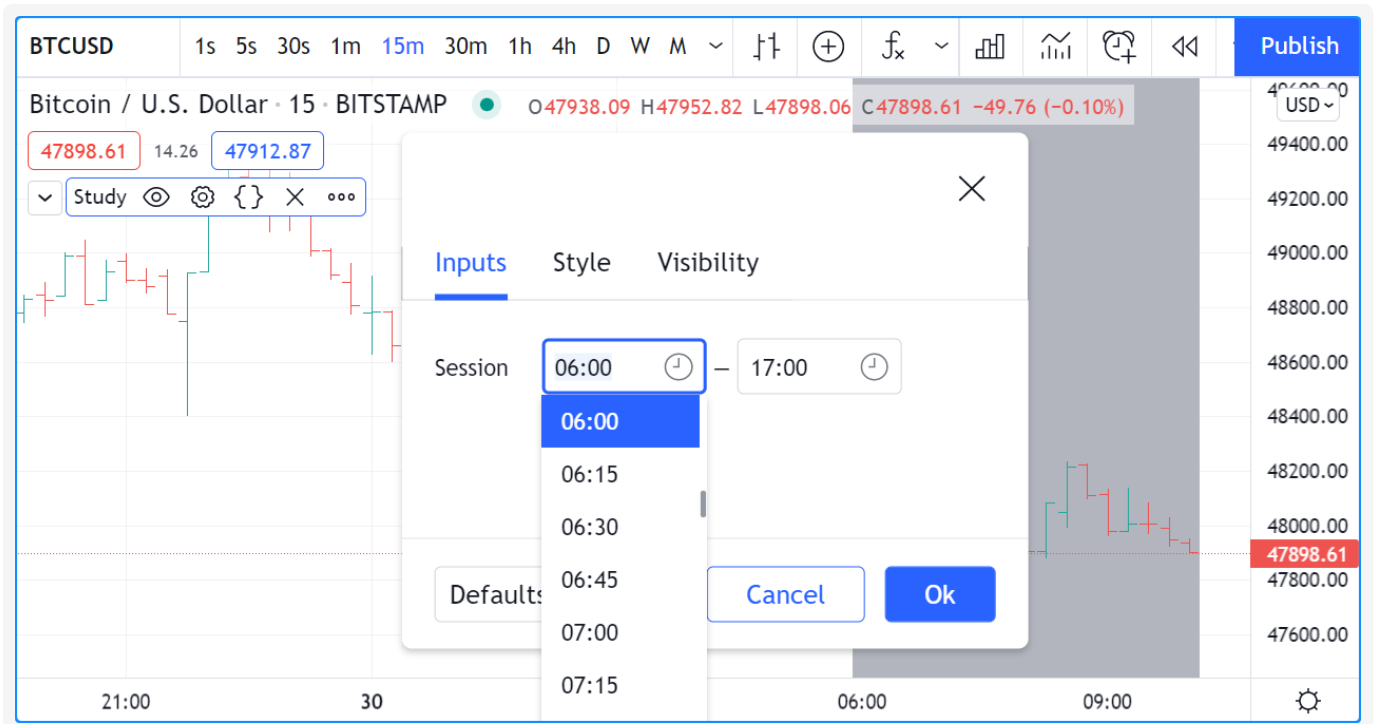 BTCUSD 1s 5s 30s 1m 15m 30m 1h 4h D W M fx Publish
Bitcoin / U.S. Dollar · 15 · BITSTAMP O47938.09 H47952.82 L47898.06 C47898.61 −49.76 (−0.10%)
USD
47898.61 14.26 47912.87
49400.00
Study {} 
49200.00
Inputs Style Visibility
49000.00
48800.00
Session 06:00 – 17:00
48600.00
06:00
48400.00
06:15
48200.00
06:30
48000.00
47898.61
06:45
47800.00
Defaults Cancel Ok
07:00
47600.00
07:15
21:00 30 06:00 09:00